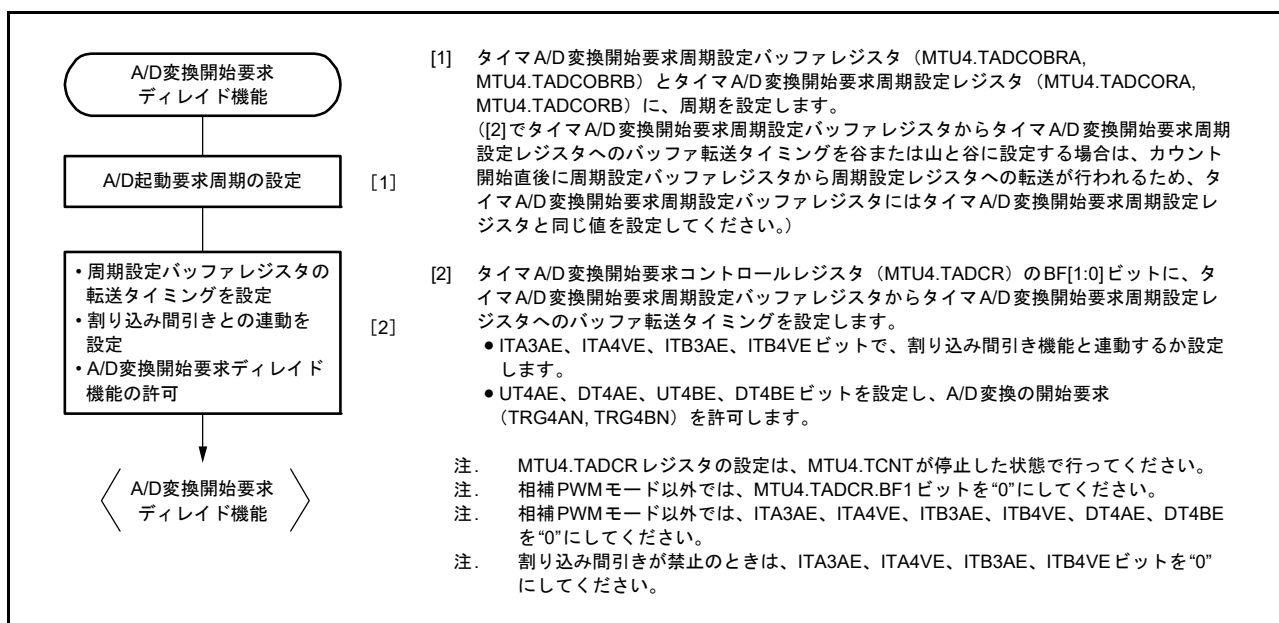 A/D変換開始要求
ディレイド機能
A/D起動要求周期の設定
[1]
• 周期設定バッファレジスタの
転送タイミングを設定
• 割り込み間引きとの連動を
設定
• A/D変換開始要求ディレイド
機能の許可
[2]
A/D変換開始要求
ディレイド機能
[1] タイマA/D変換開始要求周期設定バッファレジスタ（MTU4.TADCOBRA,
MTU4.TADCOBRB）とタイマA/D変換開始要求周期設定レジスタ（MTU4.TADCORA,
MTU4.TADCORB）に、周期を設定します。
（[2]でタイマA/D変換開始要求周期設定バッファレジスタからタイマA/D変換開始要求周期
設定レジスタへのバッファ転送タイミングを谷または山と谷に設定する場合は、カウント
開始直後に周期設定バッファレジスタから周期設定レジスタへの転送が行われるため、タ
イマA/D変換開始要求周期設定バッファレジスタにはタイマA/D変換開始要求周期設定レ
ジスタと同じ値を設定してください。）
[2] タイマA/D変換開始要求コントロールレジスタ（MTU4.TADCR）のBF[1:0]ビットに、タ
イマA/D変換開始要求周期設定バッファレジスタからタイマA/D変換開始要求周期設定レ
ジスタへのバッファ転送タイミングを設定します。
● ITA3AE、ITA4VE、ITB3AE、ITB4VEビットで、割り込み間引き機能と連動するか設定
します。
● UT4AE、DT4AE、UT4BE、DT4BEビットを設定し、A/D変換の開始要求
（TRG4AN, TRG4BN）を許可します。
注. MTU4.TADCRレジスタの設定は、MTU4.TCNTが停止した状態で行ってください。
注. 相補PWMモード以外では、MTU4.TADCR.BF1ビットを“0”にしてください。
注. 相補PWMモード以外では、ITA3AE、ITA4VE、ITB3AE、ITB4VE、DT4AE、DT4BE
を“0”にしてください。
注. 割り込み間引きが禁止のときは、ITA3AE、ITA4VE、ITB3AE、ITB4VEビットを“0”
にしてください。